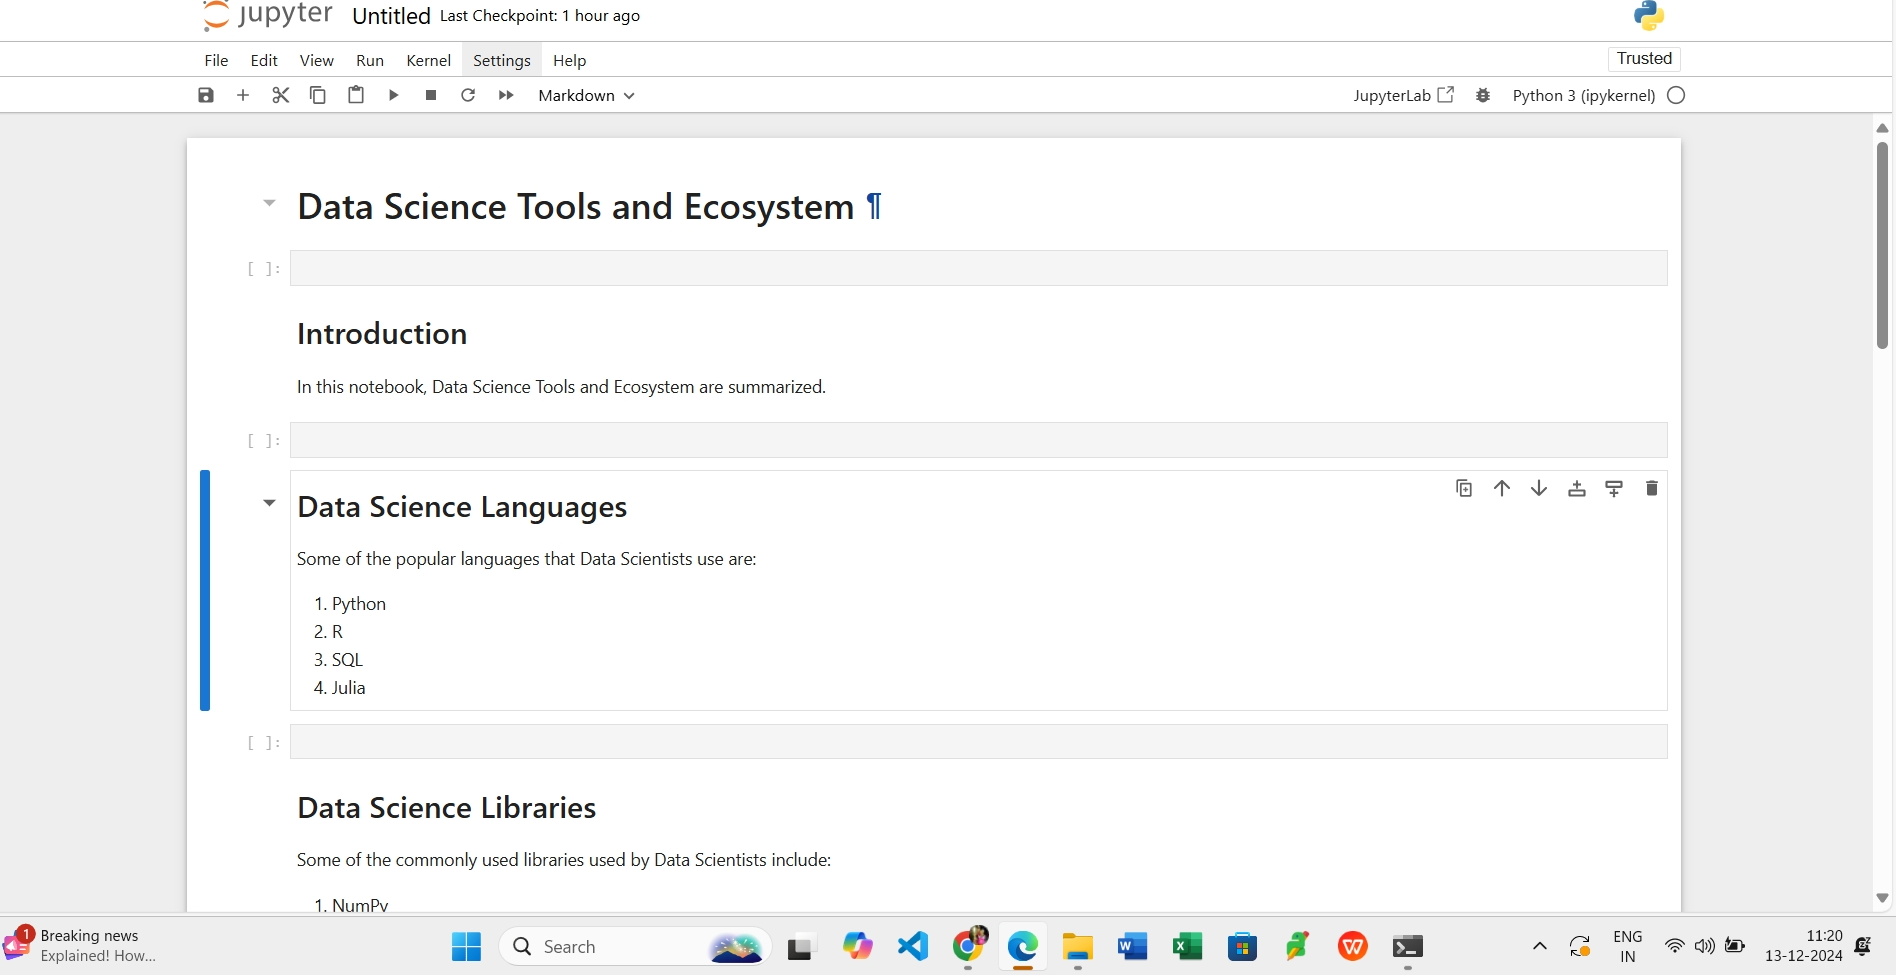 jupyter Untitled Last Checkpoint: 1 hour ago
File Edit View Run Kernel Settings Help Trusted
Markdown JupyterLab Python 3 (ipykernel)
Data Science Tools and Ecosystem ¶
[ ]:
Introduction
In this notebook, Data Science Tools and Ecosystem are summarized.
[ ]:
Data Science Languages
Some of the popular languages that Data Scientists use are:
1. Python
2. R
3. SQL
4. Julia
[ ]:
Data Science Libraries
Some of the commonly used libraries used by Data Scientists include:
1. NumPy
1 Breaking news
Explained! How...
Search
ENG
IN
11:20
13-12-2024